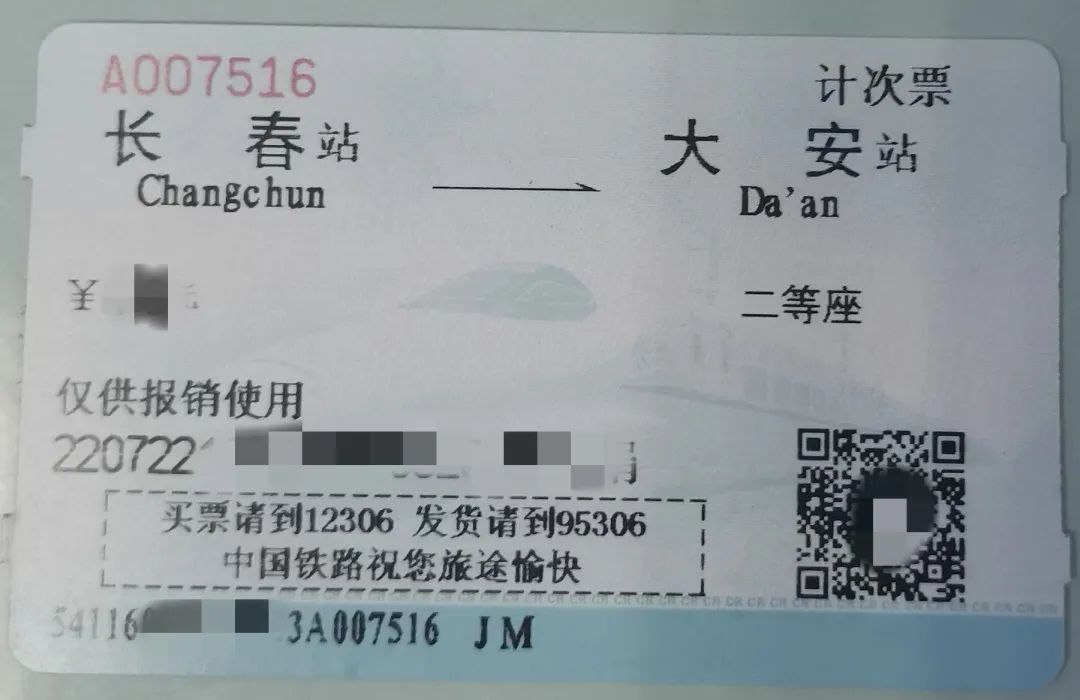 A007516
计次票
长 春站
大 安站
Changchun
Da'an
¥
二等座
仅供报销使用
220722
买票请到12306 发货请到95306
中国铁路祝您旅途愉快
54116 3A007516 JM